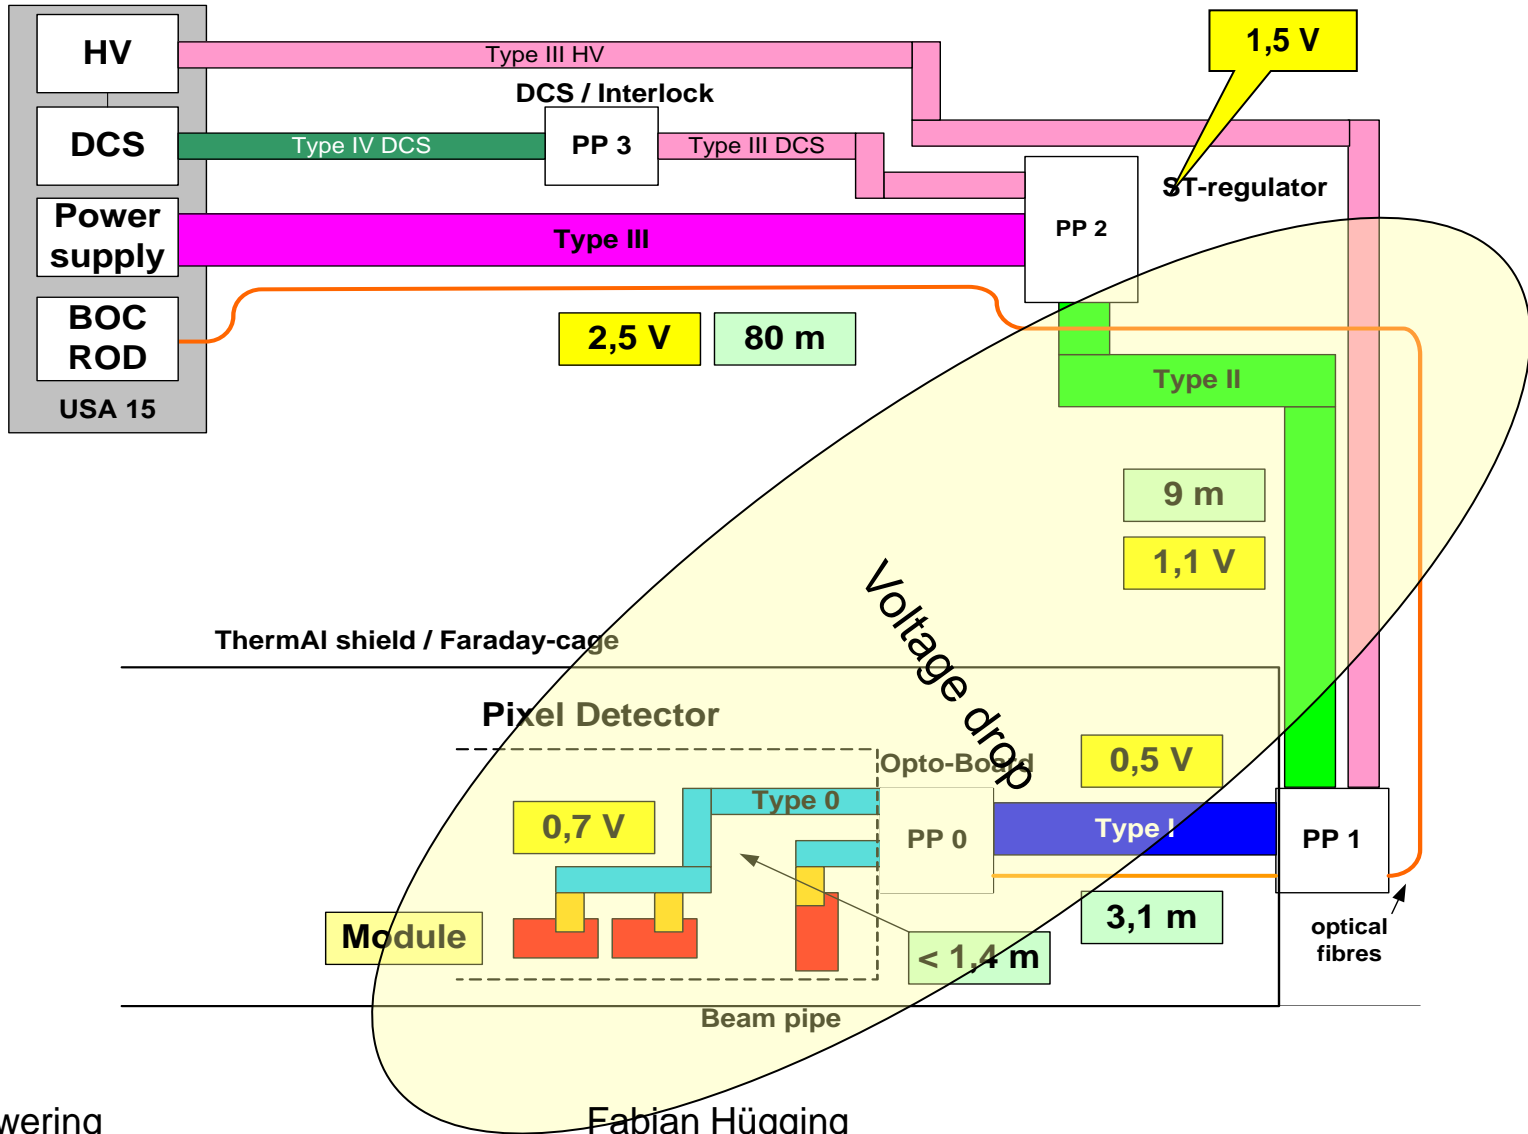 HV
Type III HV
1,5 V
DCS / Interlock
DCS
Type IV DCS
PP 3
Type III DCS
ST-regulator
Power
supply
Type III
PP 2
BOC
ROD
2,5 V
80 m
USA 15
Type II
9 m
1,1 V
Voltage drop
ThermAl shield / Faraday-cage
Pixel Detector
Opto-Board
0,5 V
Type 0
0,7 V
PP 0
Type I
PP 1
Module
3,1 m
< 1,4 m
optical
fibres
Beam pipe
wering
Fabian Hügging